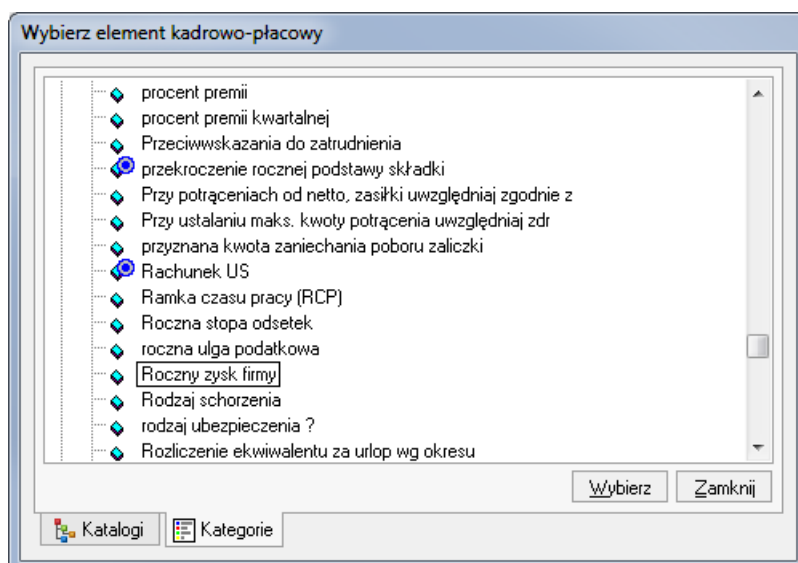 Wybierz element kadrowo-płacowy
procent premii
procent premii kwartalnej
Przeciwwskazania do zatrudnienia
przekroczenie rocznej podstawy składki
Przy potrąceniach od netto, zasiłki uwzględniaj zgodnie z
Przy ustalaniu maks. kwoty potrącenia uwzględniaj zdr
przyznana kwota zaniechania poboru zaliczki
Rachunek US
Ramka czasu pracy (RCP)
Roczna stopa odsetek
roczna ulga podatkowa
Roczny zysk firmy
Rodzaj schorzenia
rodzaj ubezpieczenia ?
Rozliczenie ekwiwalentu za urlop wg okresu
Wybierz Zamknij
Katalogi Kategorie